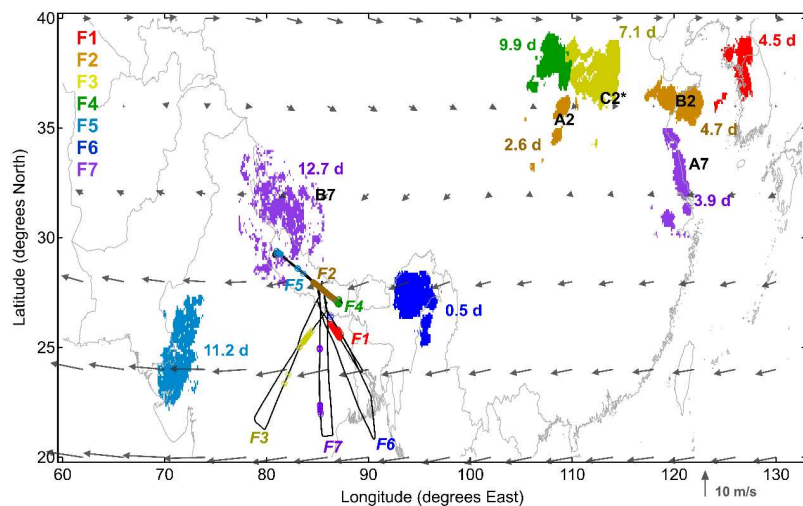 40
35
30
25
20
Latitude (degrees North)
F1
F2
F3
F4
F5
F6
F7
9.9 d
7.1 d
4.5 d
C2*
B2
A2
2.6 d
4.7 d
A7
3.9 d
12.7 d
B7
F2
F5
F4
0.5 d
F1
11.2 d
F3
F7
F6
60
70
80
90
100
110
120
130
10 m/s
Longitude (degrees East)